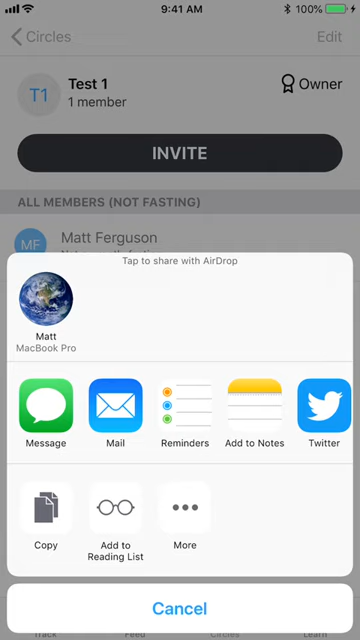 9:41 AM
100%
Circles
Edit
T1
Test 1
1 member
Owner
INVITE
ALL MEMBERS (NOT FASTING)
MF
Matt Ferguson
Tap to share with AirDrop
Matt
MacBook Pro
Message
Mail
Reminders
Add to Notes
Twitter
Copy
Add to
Reading List
More
Cancel
Track
Feed
Circles
Learn